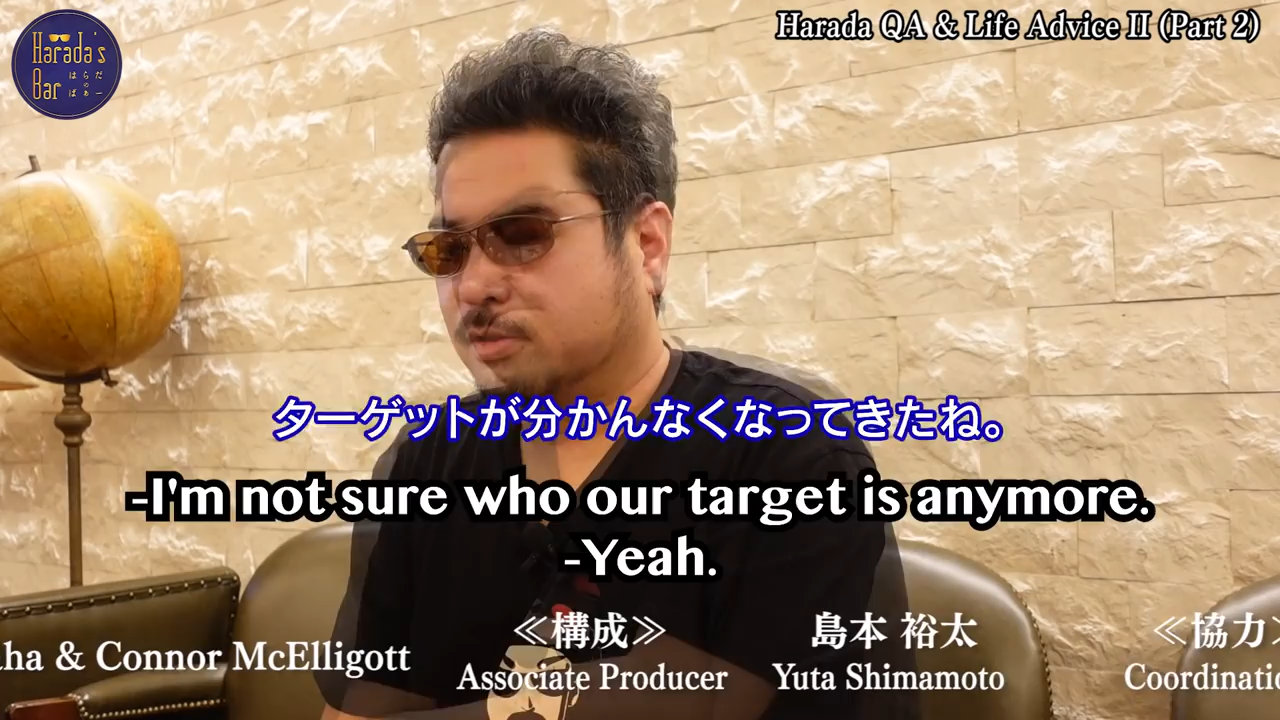 Harada's
Bar
はらだ
の
ばぁー
Harada QA & Life Advice II (Part 2)
ターゲットが分かんなくなってきたね。
-I'm not sure who our target is anymore.
-Yeah.
& Connor McElligott
≪構成≫
Associate Producer
島本 裕太
Yuta Shimamoto
≪協力